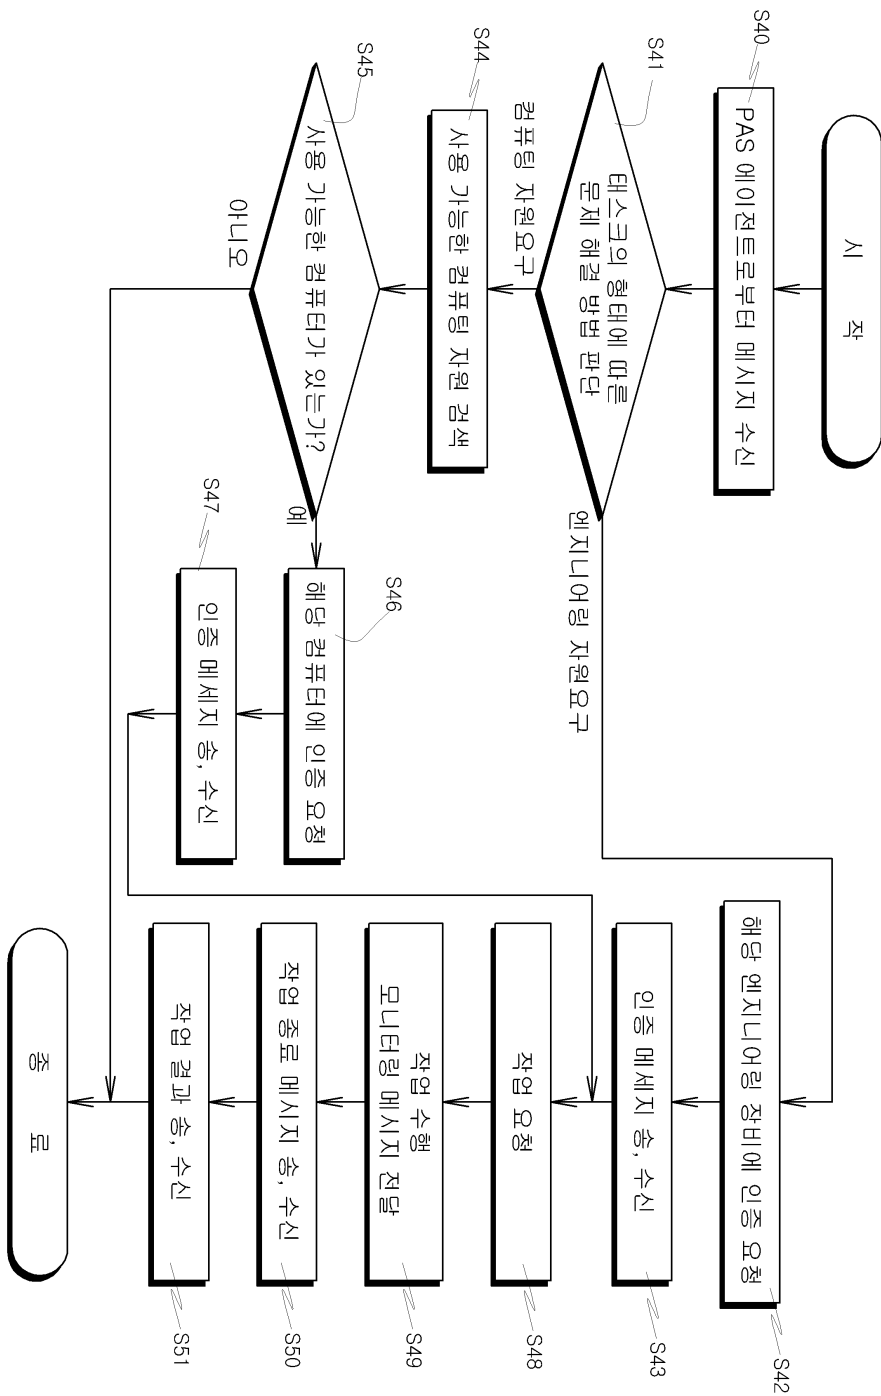 시 작
S40
PAS 에이전트로부터 메시지 수신
S41
태스크의 형태에 따른
문제 해결 방법 판단
컴퓨팅 자원요구
엔지니어링 자원요구
S44
사용 가능한 컴퓨팅 자원 검색
S45
사용 가능한 컴퓨터가 있는가?
아니오
예
S46
해당 컴퓨터에 인증 요청
S47
인증 메세지 송, 수신
해당 엔지니어링 장비에 인증 요청
S42
인증 메세지 송, 수신
S43
작업 요청
S48
작업 수행
모니터링 메시지 전달
S49
작업 종료 메시지 송, 수신
S50
작업 결과 송, 수신
S51
종 료